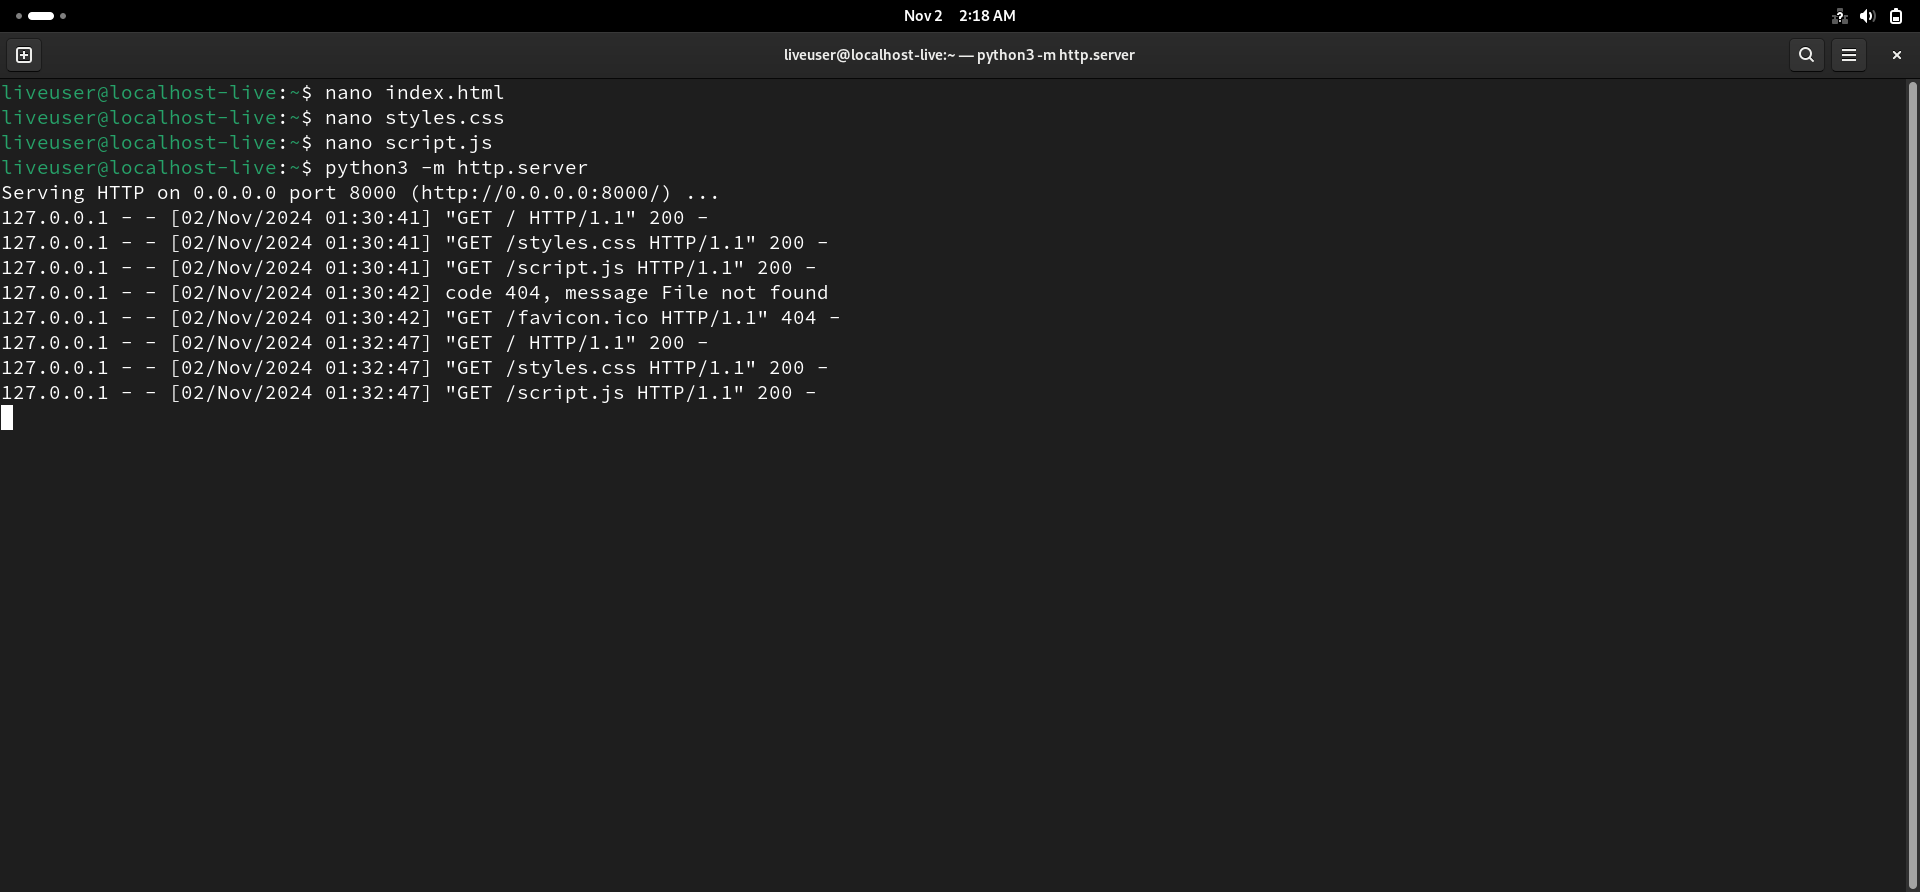 Nov 2 2:18 AM
liveuser@localhost-live:~ — python3 -m http.server
liveuser@localhost-live:~$ nano index.html
liveuser@localhost-live:~$ nano styles.css
liveuser@localhost-live:~$ nano script.js
liveuser@localhost-live:~$ python3 -m http.server
Serving HTTP on 0.0.0.0 port 8000 (http://0.0.0.0:8000/) ...
127.0.0.1 - - [02/Nov/2024 01:30:41] "GET / HTTP/1.1" 200 -
127.0.0.1 - - [02/Nov/2024 01:30:41] "GET /styles.css HTTP/1.1" 200 -
127.0.0.1 - - [02/Nov/2024 01:30:41] "GET /script.js HTTP/1.1" 200 -
127.0.0.1 - - [02/Nov/2024 01:30:42] code 404, message File not found
127.0.0.1 - - [02/Nov/2024 01:30:42] "GET /favicon.ico HTTP/1.1" 404 -
127.0.0.1 - - [02/Nov/2024 01:32:47] "GET / HTTP/1.1" 200 -
127.0.0.1 - - [02/Nov/2024 01:32:47] "GET /styles.css HTTP/1.1" 200 -
127.0.0.1 - - [02/Nov/2024 01:32:47] "GET /script.js HTTP/1.1" 200 -